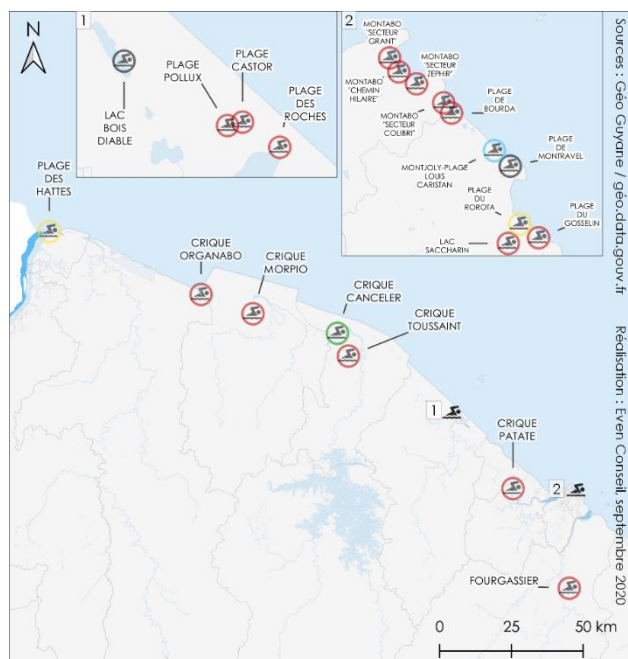 N
1
LAC
BOIS
DIABLE
PLAGE
POLLUX
PLAGE
CASTOR
PLAGE
DES
ROCHES
2
MONTABO
"SECTEUR
GRANT"
MONTABO
"SECTEUR
ZEPHIR"
MONTABO
"CHEMIN
HILAIRE"
MONTABO
"SECTEUR
COLIBRI"
PLAGE
DE
BOURDA
PLAGE
DE
MONTRAVEL
MONTJOLY-PLAGE
LOUIS
CARISTAN
PLAGE
DU
ROROTA
PLAGE
DU
GOSSELIN
LAC
SACCHARIN
PLAGE
DES
HATTES
CRIQUE
ORGANABO
CRIQUE
MORPIO
CRIQUE
CANCELER
CRIQUE
TOUSSAINT
1
CRIQUE
PATATE
2
FOURGASSIER
0 25 50 km
Sources : Géo Guyane / géo.data.gouv.fr
Réalisation : Even Conseil, septembre 2020